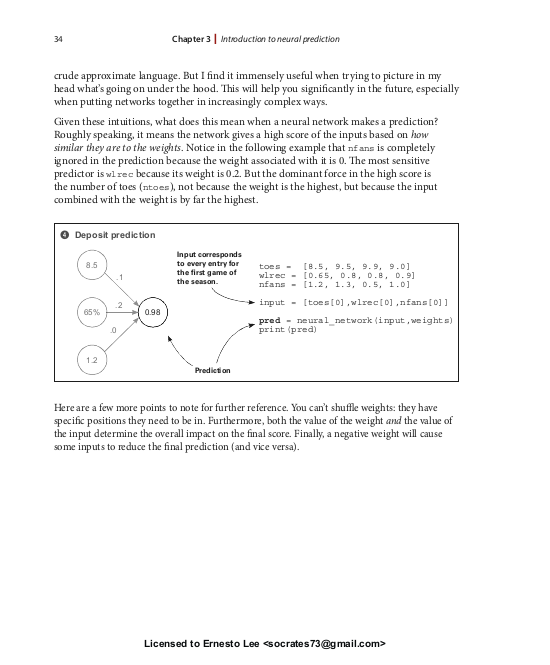 34
Chapter 3 | Introduction to neural prediction
crude approximate language. But I find it immensely useful when trying to picture in my
head what's going on under the hood. This will help you significantly in the future, especially
when putting networks together in increasingly complex ways.
Given these intuitions, what does this mean when a neural network makes a prediction?
Roughly speaking, it means the network gives a high score of the inputs based on how
similar they are to the weights. Notice in the following example that nfans is completely
ignored in the prediction because the weight associated with it is 0. The most sensitive
predictor is wlrec because its weight is 0.2. But the dominant force in the high score is
the number of toes (ntoes), not because the weight is the highest, but because the input
combined with the weight is by far the highest.
4 Deposit prediction
8.5
.1
65%
.2
0.98
.0
1.2
Input corresponds
to every entry for
the first game of
the season.
toes = [8.5, 9.5, 9.9, 9.0]
wlrec = [0.65, 0.8, 0.8, 0.9]
nfans = [1.2, 1.3, 0.5, 1.0]
input = [toes[0],wlrec[0],nfans[0]]
pred = neural_network(input,weights)
print(pred)
Prediction
Here are a few more points to note for further reference. You can't shuffle weights: they have
specific positions they need to be in. Furthermore, both the value of the weight and the value of
the input determine the overall impact on the final score. Finally, a negative weight will cause
some inputs to reduce the final prediction (and vice versa).
Licensed to Ernesto Lee <socrates73@gmail.com>